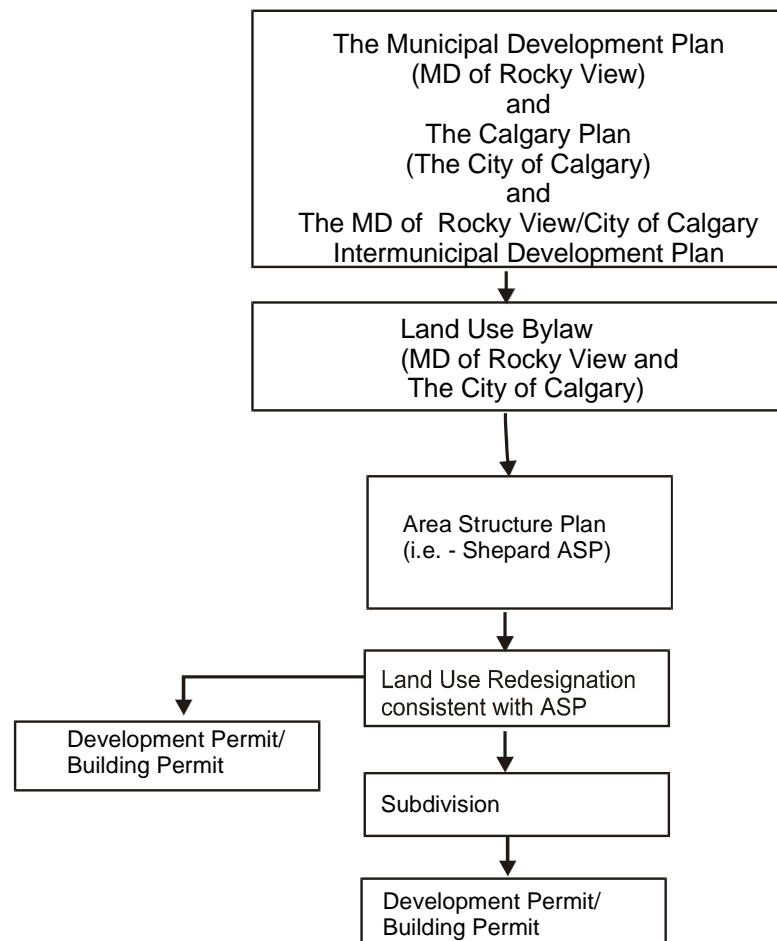 The Municipal Development Plan
(MD of Rocky View)
and
The Calgary Plan
(The City of Calgary)
and
The MD of Rocky View/City of Calgary
Intermunicipal Development Plan
Land Use Bylaw
(MD of Rocky View and
The City of Calgary)
Area Structure Plan
(i.e. - Shepard ASP)
Land Use Redesignation
consistent with ASP
Development Permit/
Building Permit
Subdivision
Development Permit/
Building Permit